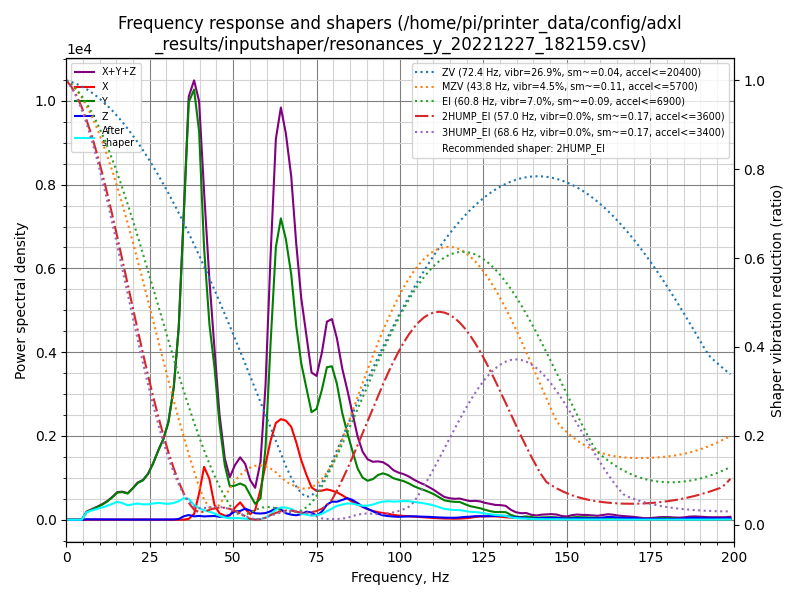 Frequency response and shapers (/home/pi/printer_data/config/adxl
_results/inputshaper/resonances_y_20221227_182159.csv)
1e4
X+Y+Z
X
Y
Z
After
shaper
ZV (72.4 Hz, vibr=26.9%, sm~=0.04, accel<=20400)
MZV (43.8 Hz, vibr=4.5%, sm~=0.11, accel<=5700)
EI (60.8 Hz, vibr=7.0%, sm~=0.09, accel<=6900)
2HUMP_EI (57.0 Hz, vibr=0.0%, sm~=0.17, accel<=3600)
3HUMP_EI (68.6 Hz, vibr=0.0%, sm~=0.17, accel<=3400)
Recommended shaper: 2HUMP_EI
Power spectral density
1.0
0.8
0.6
0.4
0.2
0.0
1.0
0.8
0.6
0.4
0.2
0.0
Shaper vibration reduction (ratio)
0 25 50 75 100 125 150 175 200
Frequency, Hz